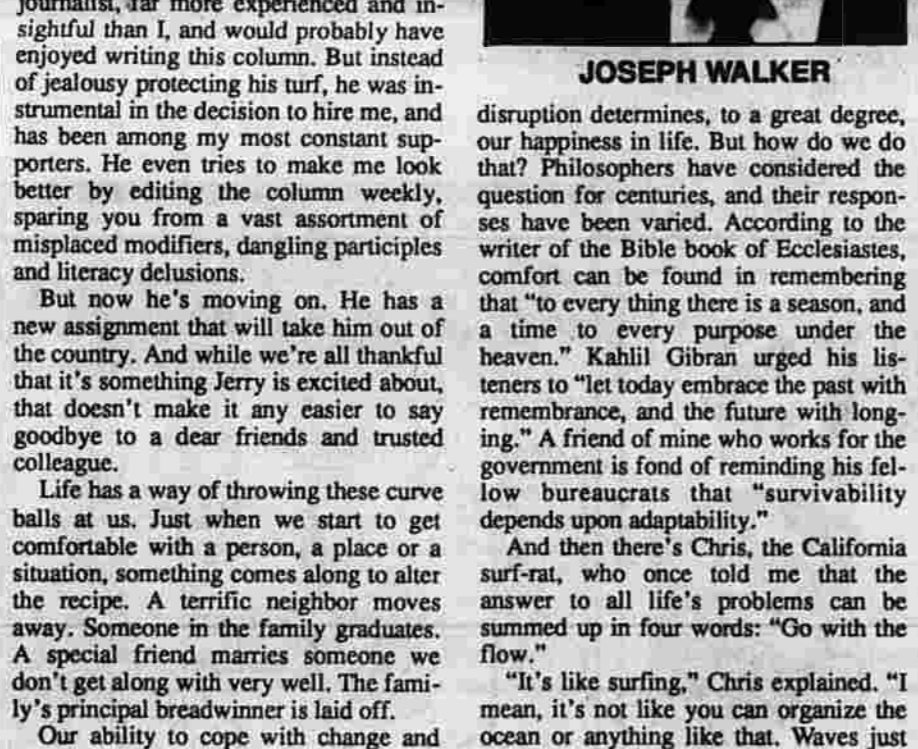 journalist, far more experienced and in-
sightful than I, and would probably have
enjoyed writing this column. But instead
of jealousy protecting his turf, he was in-
strumental in the decision to hire me, and
has been among my most constant sup-
porters. He even tries to make me look
better by editing the column weekly,
sparing you from a vast assortment of
misplaced modifiers, dangling participles
and literacy delusions.
But now he's moving on. He has a
new assignment that will take him out of
the country. And while we're all thankful
that it's something Jerry is excited about,
that doesn't make it any easier to say
goodbye to a dear friends and trusted
colleague.
Life has a way of throwing these curve
balls at us. Just when we start to get
comfortable with a person, a place or a
situation, something comes along to alter
the recipe. A terrific neighbor moves
away. Someone in the family graduates.
A special friend marries someone we
don't get along with very well. The fami-
ly's principal breadwinner is laid off.
Our ability to cope with change and
JOSEPH WALKER
disruption determines, to a great degree,
our happiness in life. But how do we do
that? Philosophers have considered the
question for centuries, and their respon-
ses have been varied. According to the
writer of the Bible book of Ecclesiastes,
comfort can be found in remembering
that "to every thing there is a season, and
a time to every purpose under the
heaven." Kahlil Gibran urged his lis-
teners to "let today embrace the past with
remembrance, and the future with long-
ing." A friend of mine who works for the
government is fond of reminding his fel-
low bureaucrats that "survivability
depends upon adaptability."
And then there's Chris, the California
surf-rat, who once told me that the
answer to all life's problems can be
summed up in four words: "Go with the
flow."
"It's like surfing," Chris explained. "I
mean, it's not like you can organize the
ocean or anything like that. Waves just